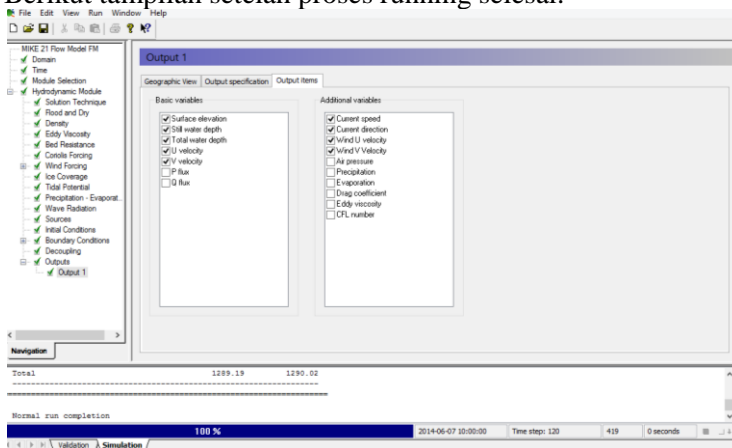 Berikut tampilan setelah proses running selesai.
File Edit View Run Window Help
MIKE 21 Flow Model FM
Domain
Time
Module Selection
Hydrodynamic Module
Solution Technique
Flood and Dry
Density
Eddy Viscosity
Bed Resistance
Coriolis Forcing
Wind Forcing
Ice Coverage
Tidal Potential
Precipitation - Evaporat..
Wave Radiation
Sources
Initial Conditions
Boundary Conditions
Decoupling
Outputs
Output 1
Navigation
Output 1
Geographic View Output specification Output items
Basic variables
Surface elevation
Still water depth
Total water depth
U velocity
V velocity
P flux
Q flux
Additional variables
Current speed
Current direction
Wind U velocity
Wind V Velocity
Air pressure
Precipitation
Evaporation
Drag coefficient
Eddy viscosity
CFL number
Total 1289.19 1290.02
Normal run completion
100 % 2014-06-07 10:00:00 Time step: 120 419 0 seconds
Validation Simulation